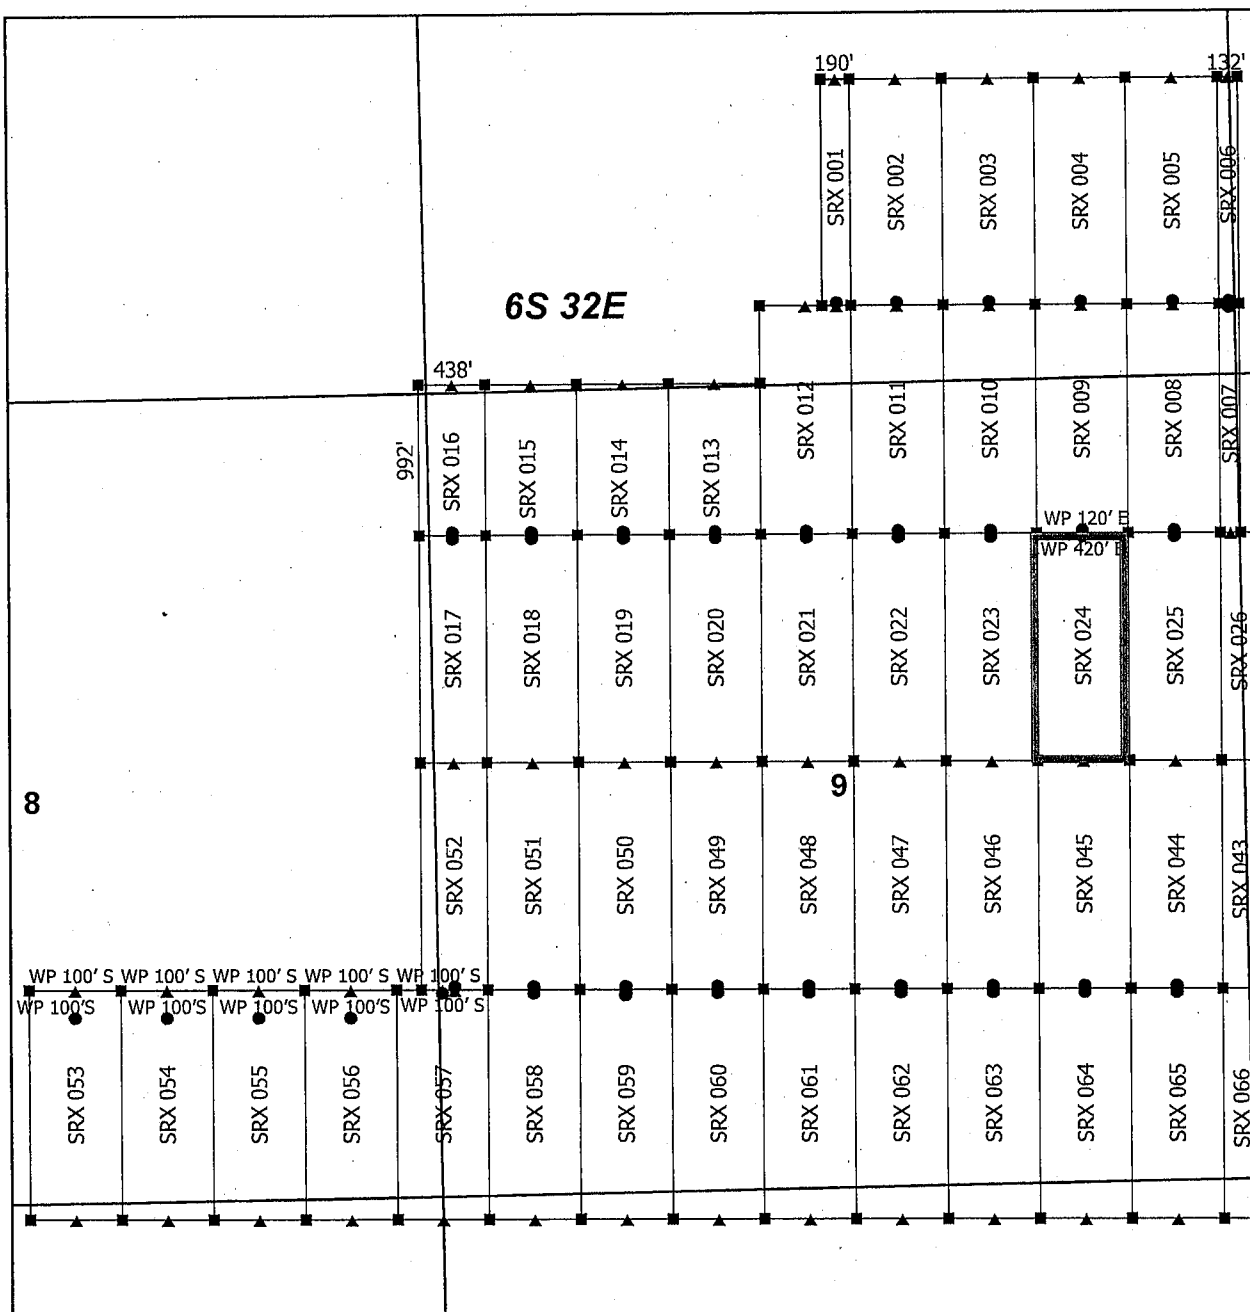 190'
132'
SRX 001
SRX 002
SRX 003
SRX 004
SRX 005
SRX 006
6S 32E
438'
992'
SRX 016
SRX 015
SRX 014
SRX 013
SRX 012
SRX 011
SRX 010
SRX 009
SRX 008
SRX 007
WP 120' E
WP 420' E
SRX 017
SRX 018
SRX 019
SRX 020
SRX 021
SRX 022
SRX 023
SRX 024
SRX 025
SRX 026
8
9
SRX 052
SRX 051
SRX 050
SRX 049
SRX 048
SRX 047
SRX 046
SRX 045
SRX 044
SRX 043
WP 100' S
WP 100' S
WP 100' S
WP 100' S
WP 100' S
WP 100'S
WP 100'S
WP 100'S
WP 100'S
WP 100' S
SRX 053
SRX 054
SRX 055
SRX 056
SRX 057
SRX 058
SRX 059
SRX 060
SRX 061
SRX 062
SRX 063
SRX 064
SRX 065
SRX 066